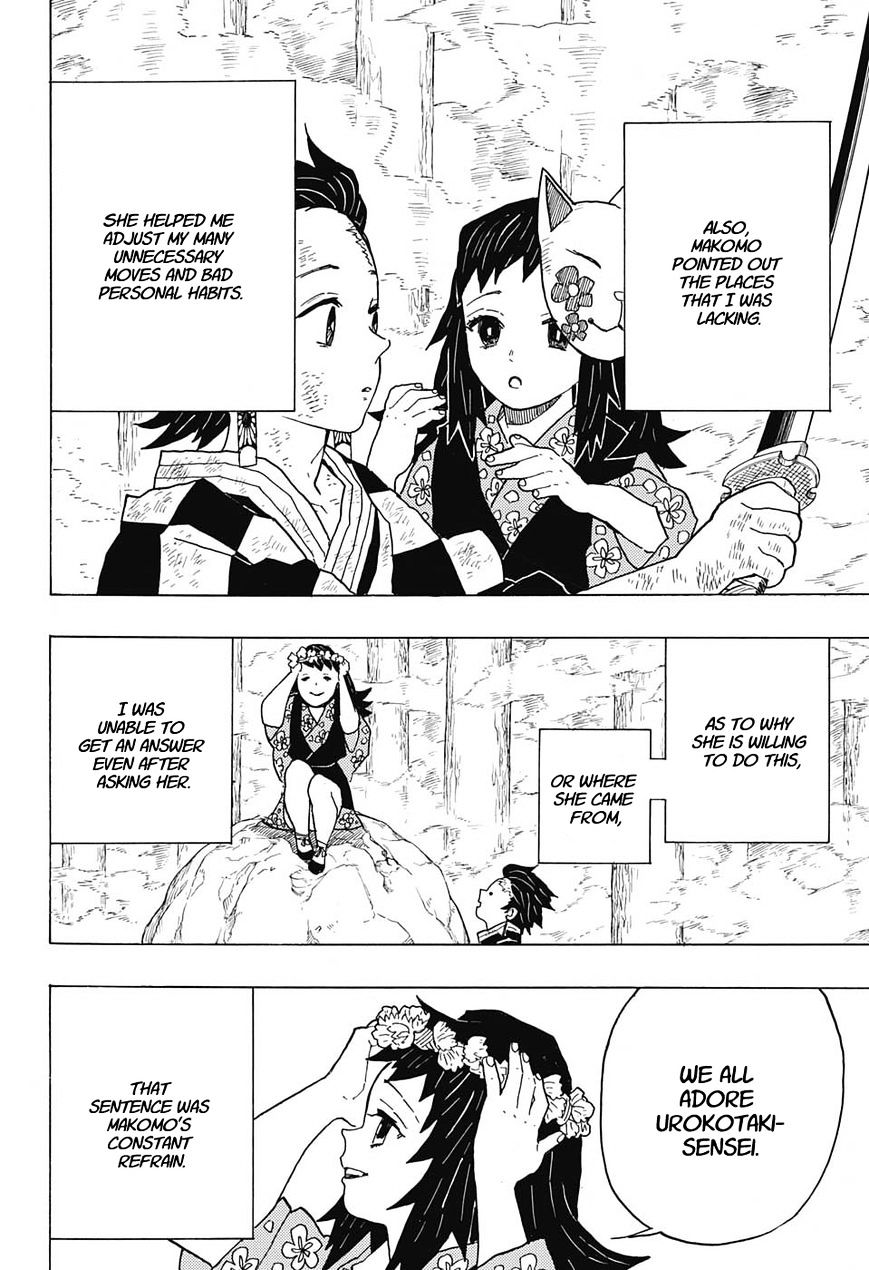 ALSO,
MAKOMO
POINTED OUT
THE PLACES
THAT I WAS
LACKING.
SHE HELPED ME
ADJUST MY MANY
UNNECESSARY
MOVES AND BAD
PERSONAL HABITS.
AS TO WHY
SHE IS WILLING
TO DO THIS,
OR WHERE
SHE CAME
FROM,
I WAS
UNABLE TO
GET AN ANSWER
EVEN AFTER
ASKING HER.
WE ALL
ADORE
UROKOTAKI-
SENSEI.
THAT
SENTENCE WAS
MAKOMO'S
CONSTANT
REFRAIN.